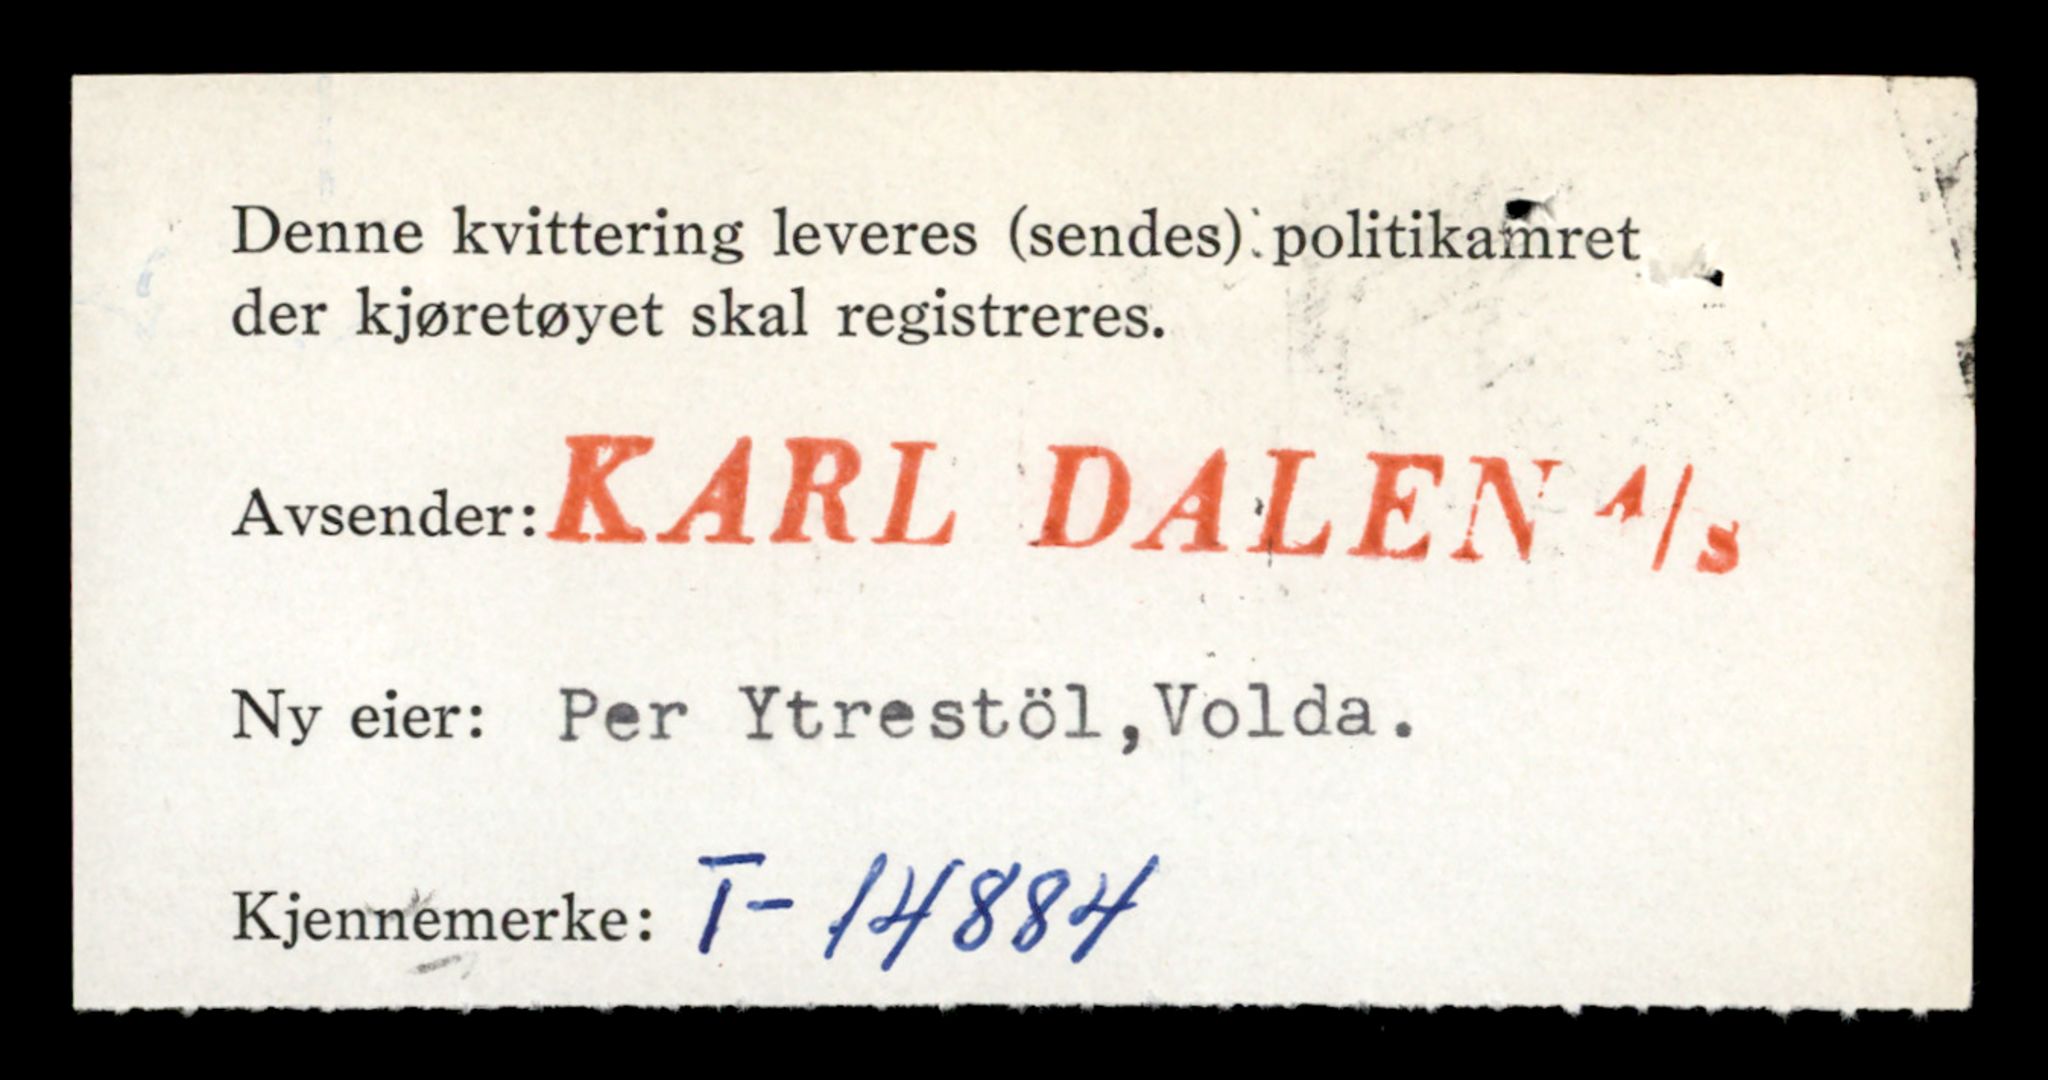 Denne kvittering leveres (sendes) politikamret
der kjøretøyet skal registreres.
Avsender: KARL DALEN A/s
Ny eier: Per Ytrestöl, Volda.
Kjennemerke: T-14884